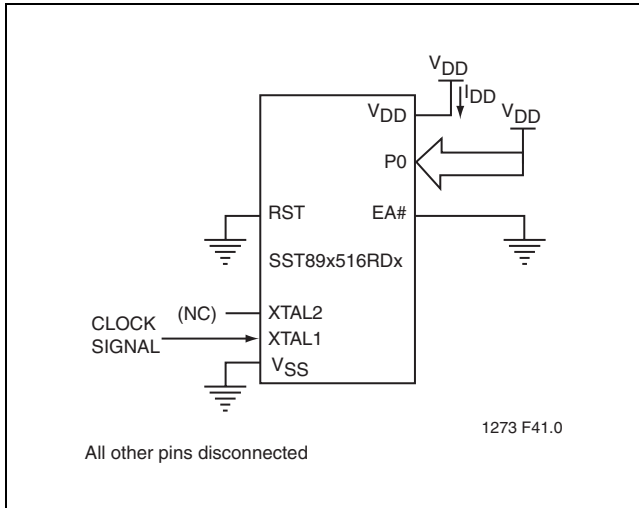 VDD
IDD
VDD
VDD
P0
RST
EA#
SST89x516RDx
(NC)
XTAL2
CLOCK
SIGNAL
XTAL1
VSS
1273 F41.0
All other pins disconnected